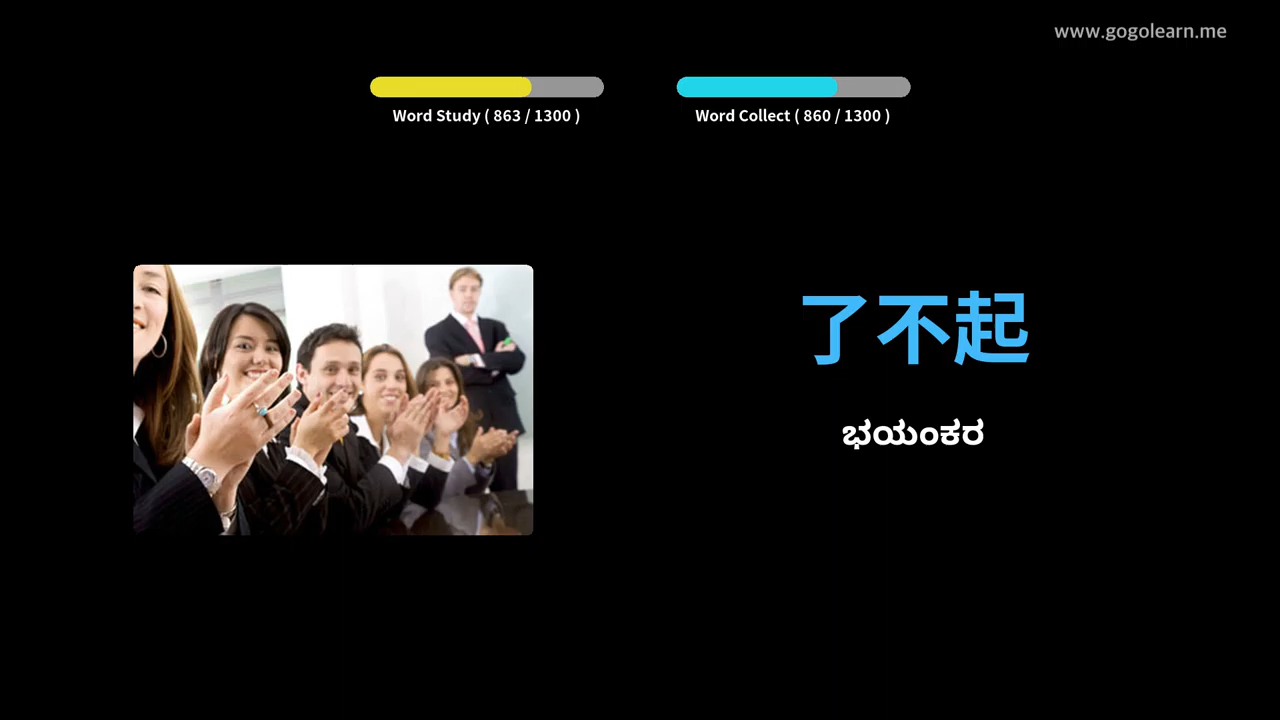 www.gogolearn.me
Word Study ( 863 / 1300 )
Word Collect ( 860 / 1300 )
了不起
ಭಯಂಕರ